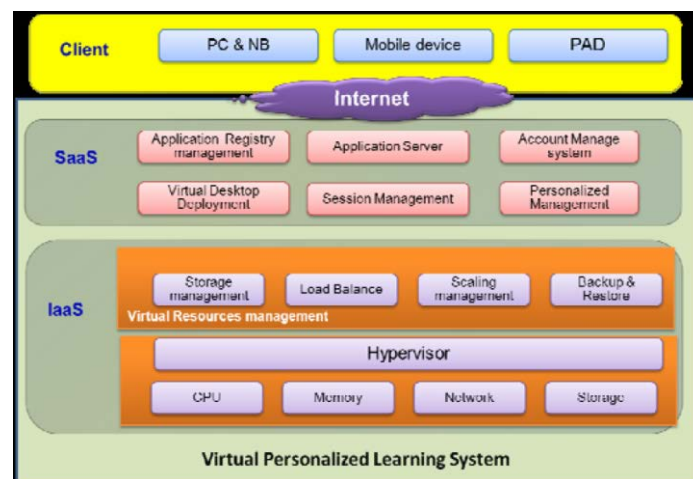 Client
PC & NB
Mobile device
PAD
Internet
SaaS
Application Registry
management
Application Server
Account Manage
system
Virtual Desktop
Deployment
Session Management
Personalized
Management
IaaS
Storage
management
Load Balance
Scaling
management
Backup &
Restore
Virtual Resources management
Hypervisor
CPU
Memory
Network
Storage
Virtual Personalized Learning System